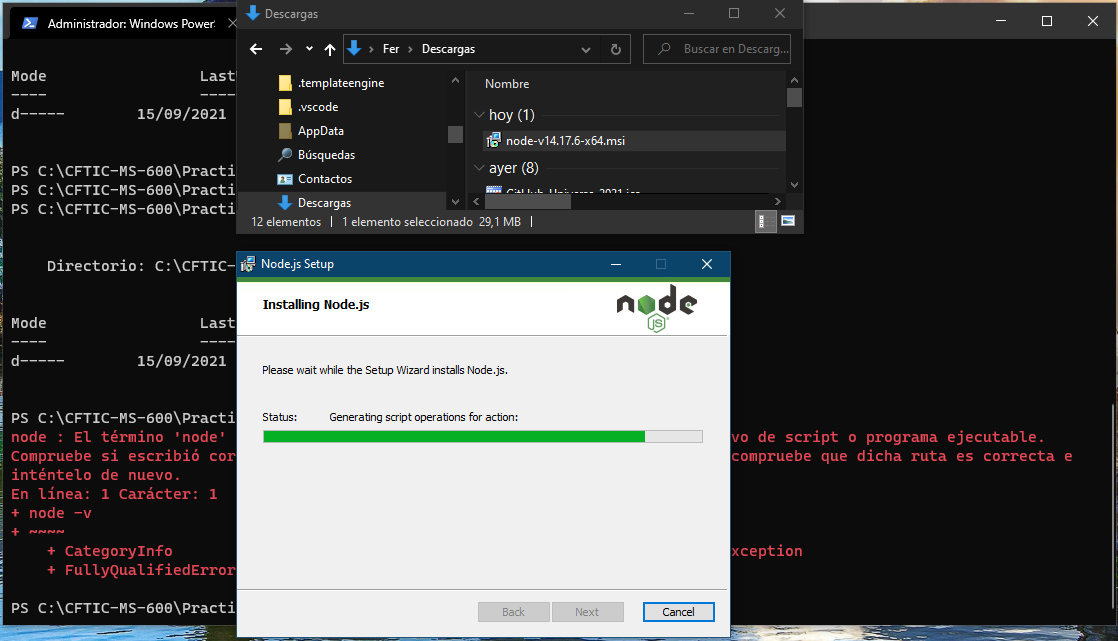 Administrador: Windows Power
Descargas
Fer > Descargas
Buscar en Descarg...
.templateengine
.vscode
AppData
Búsquedas
Contactos
Descargas
Nombre
hoy (1)
node-v14.17.6-x64.msi
ayer (8)
GitHub_Universe_2021.ics
12 elementos
1 elemento seleccionado 29,1 MB
Mode Last
---- ----
d----- 15/09/2021
PS C:\CFTIC-MS-600\Practi
PS C:\CFTIC-MS-600\Practi
PS C:\CFTIC-MS-600\Practi
Directorio: C:\CFTIC-
Mode Last
---- ----
d----- 15/09/2021
PS C:\CFTIC-MS-600\Practi
node : El término 'node' vo de script o programa ejecutable.
Compruebe si escribió cor compruebe que dicha ruta es correcta e
inténtelo de nuevo.
En línea: 1 Carácter: 1
+ node -v
+ ~~~~
+ CategoryInfo xception
+ FullyQualifiedError
PS C:\CFTIC-MS-600\Practi
Node.js Setup
Installing Node.js
node
JS
Please wait while the Setup Wizard installs Node.js.
Status: Generating script operations for action:
Back
Next
Cancel